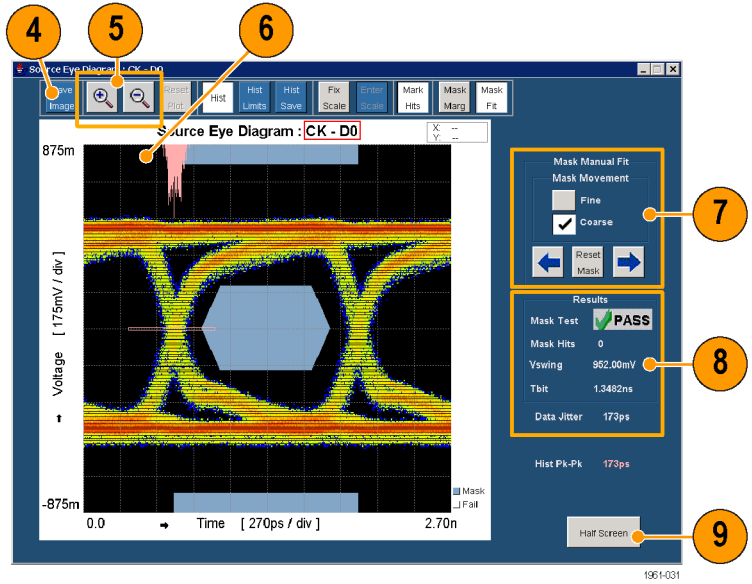 4
5
6
Source Eye Diagram : CK - D0
Save Image
Reset Plot
Hist
Hist Limits
Hist Save
Fix Scale
Enter Scale
Mark Hits
Mask Marg
Mask Fit
Source Eye Diagram : CK - D0
X: --
Y: --
875m
Voltage [ 175mV / div ]
-875m
0.0
Time [ 270ps / div ]
2.70n
Mask
Fail
Mask Manual Fit
Mask Movement
Fine
Coarse
Reset Mask
7
Results
Mask Test PASS
Mask Hits 0
Vswing 952.00mV
Tbit 1.3482ns
Data Jitter 173ps
8
Hist Pk-Pk 173ps
Half Screen
9
1961-031